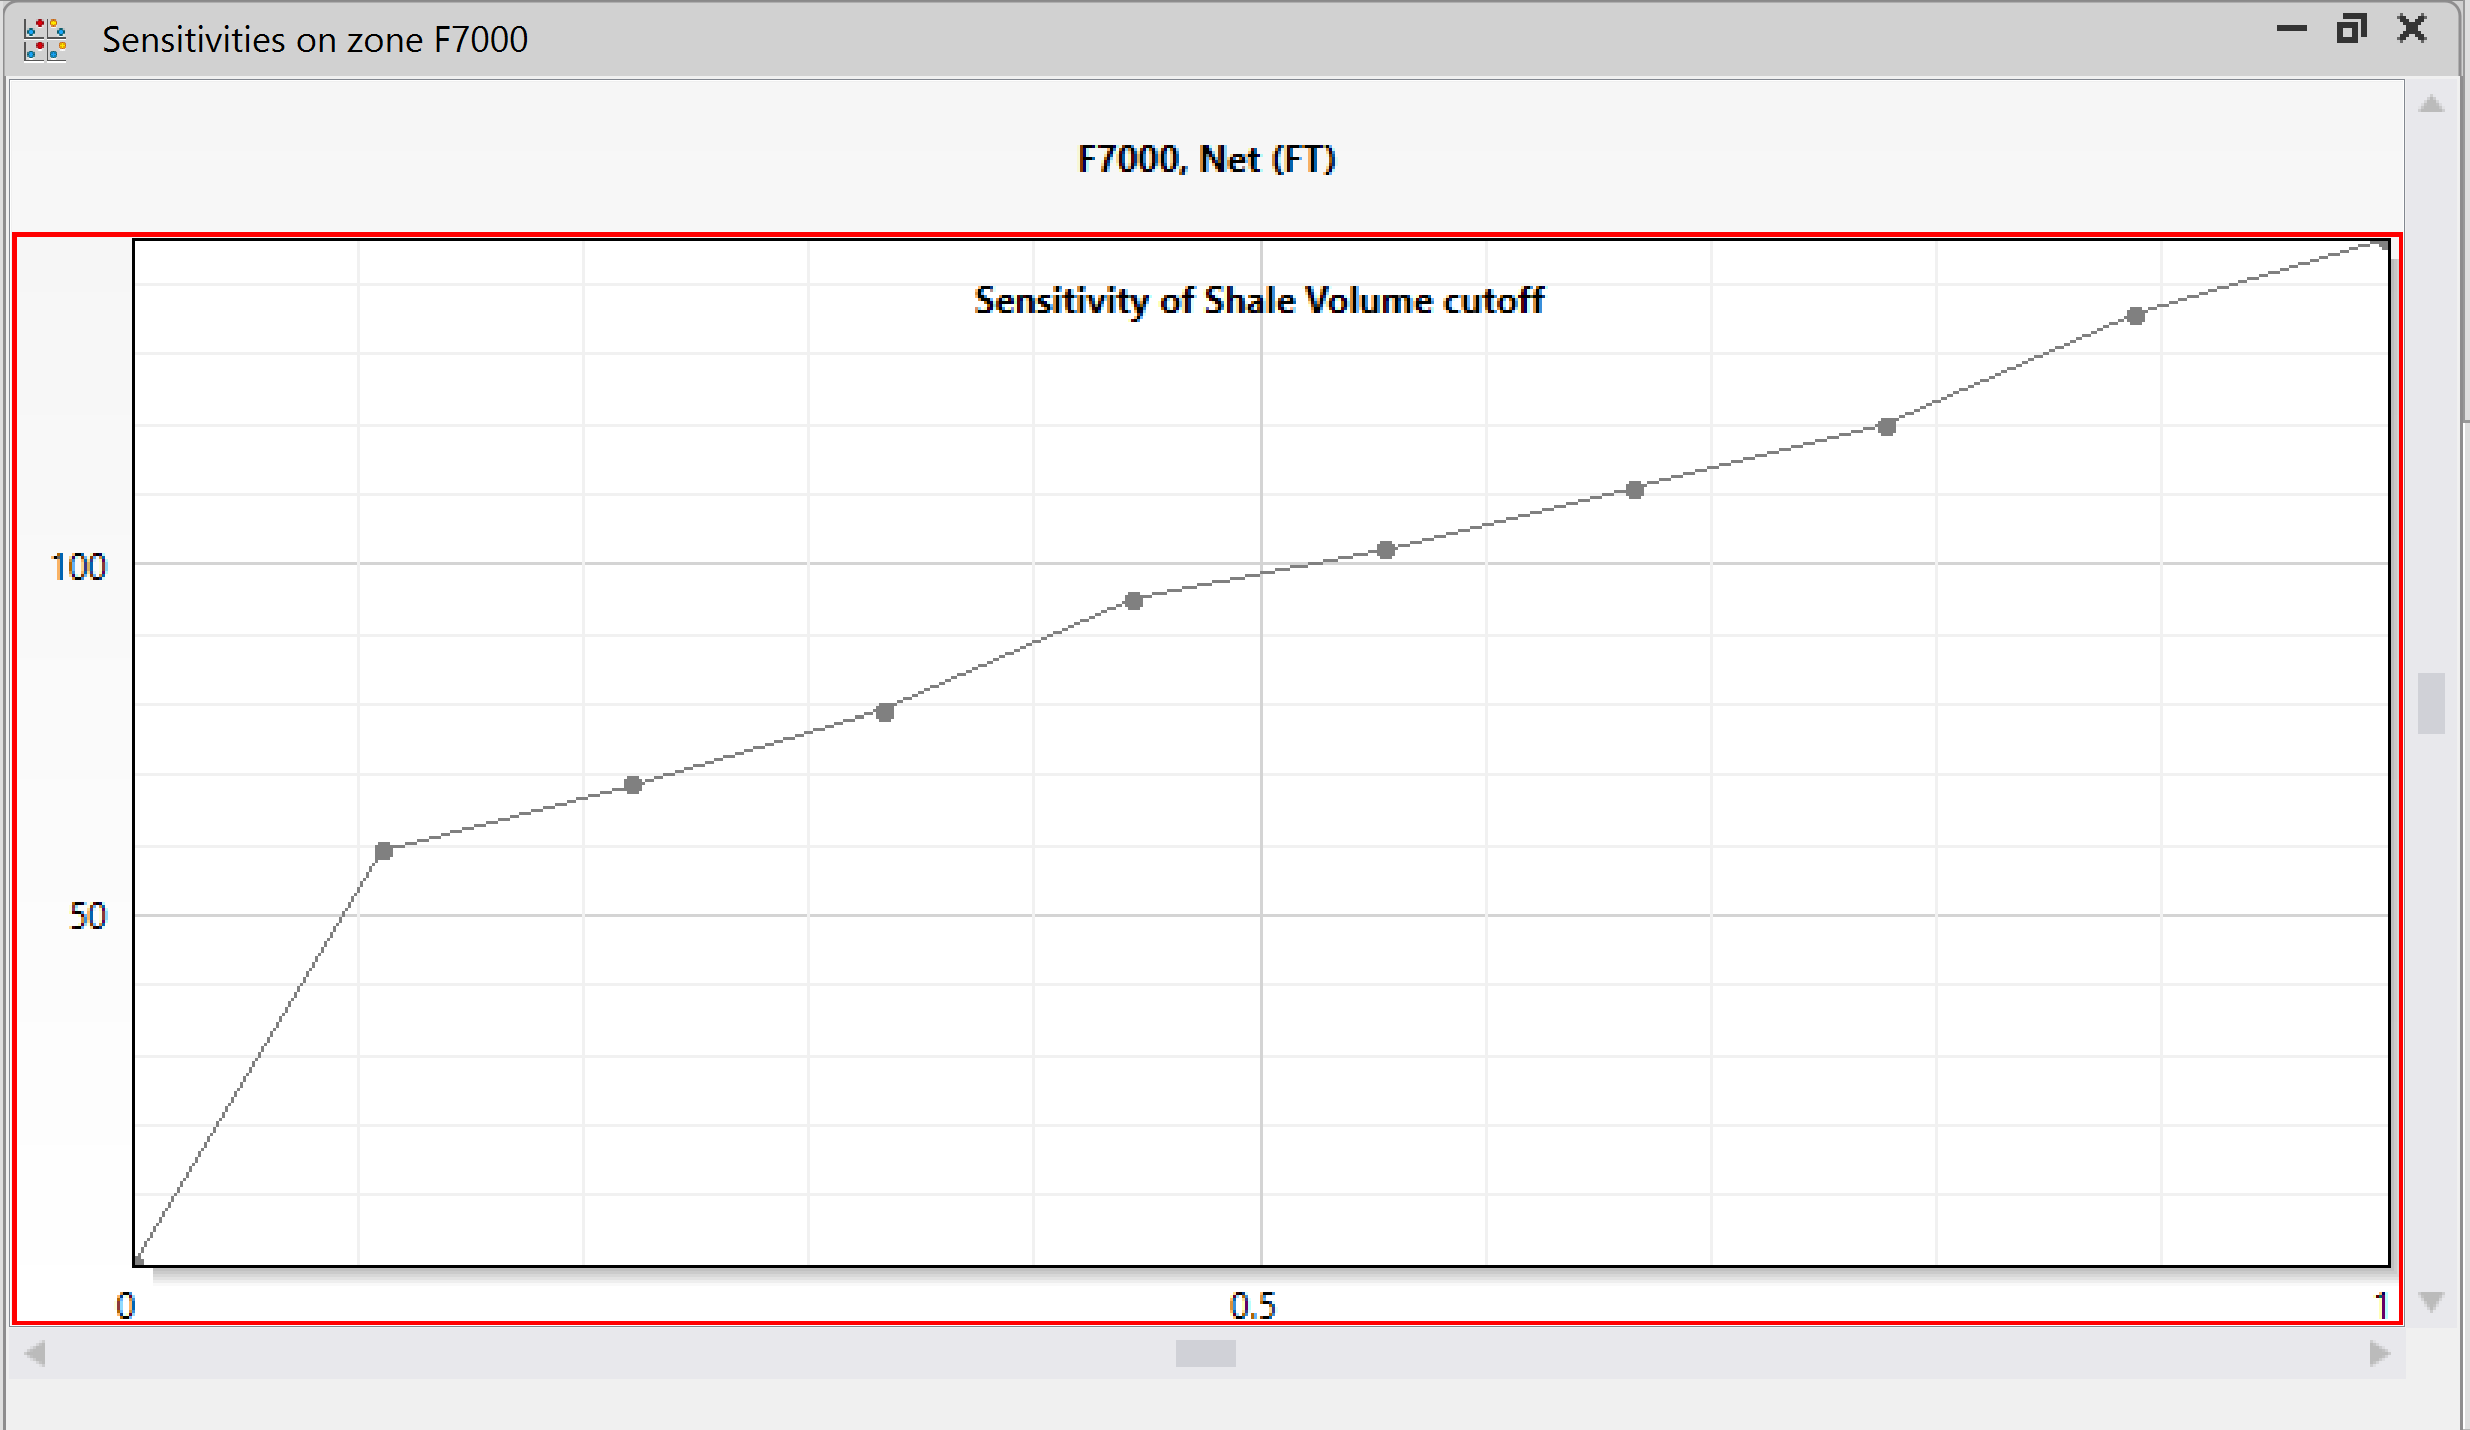 Sensitivities on zone F7000
F7000, Net (FT)
Sensitivity of Shale Volume cutoff
100
50
0
0.5
1